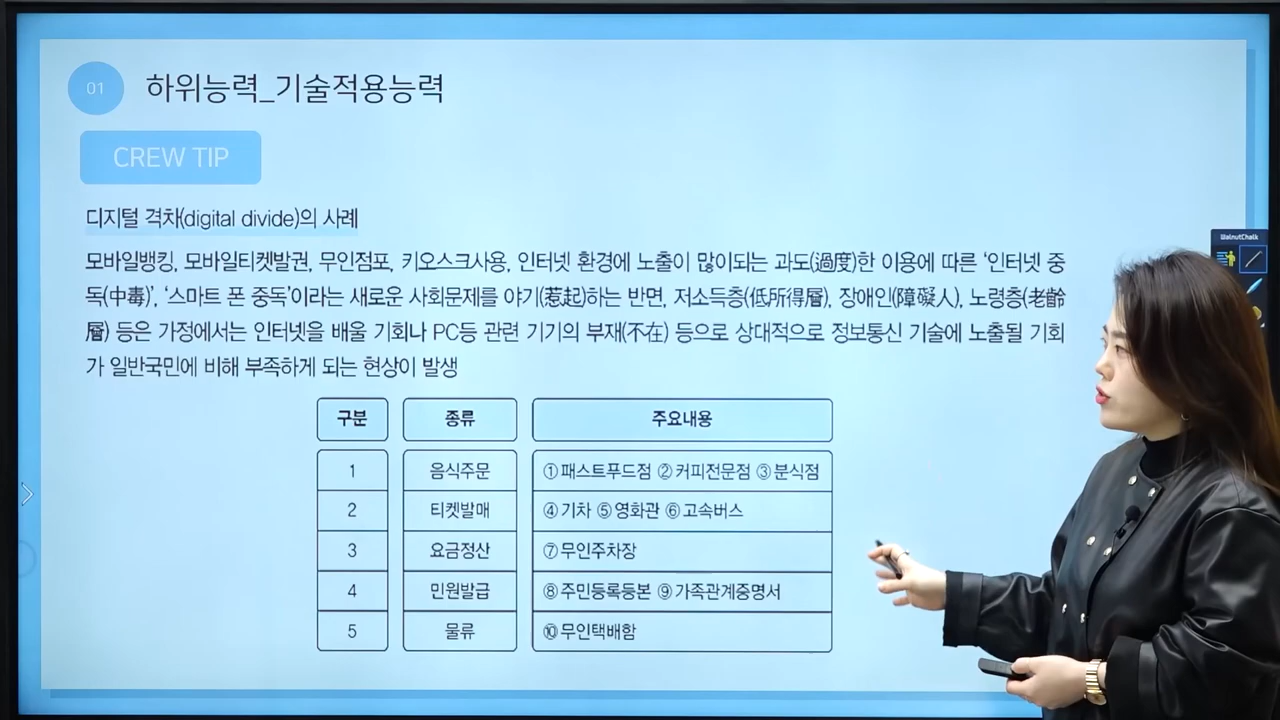 01 하위능력_기술적용능력
CREW TIP
디지털 격차(digital divide)의 사례
모바일뱅킹, 모바일티켓발권, 무인점포, 키오스크사용, 인터넷 환경에 노출이 많이되는 과도(過度)한 이용에 따른 ‘인터넷 중
독(中毒)’, ‘스마트 폰 중독’이라는 새로운 사회문제를 야기(惹起)하는 반면, 저소득층(低所得層), 장애인(障礙人), 노령층(老齡
層) 등은 가정에서는 인터넷을 배울 기회나 PC등 관련 기기의 부재(不在) 등으로 상대적으로 정보통신 기술에 노출될 기회
가 일반국민에 비해 부족하게 되는 현상이 발생
구분 종류 주요내용
1 음식주문 ① 패스트푸드점 ② 커피전문점 ③ 분식점
2 티켓발매 ④ 기차 ⑤ 영화관 ⑥ 고속버스
3 요금정산 ⑦ 무인주차장
4 민원발급 ⑧ 주민등록등본 ⑨ 가족관계증명서
5 물류 ⑩ 무인택배함
WalnutChalk